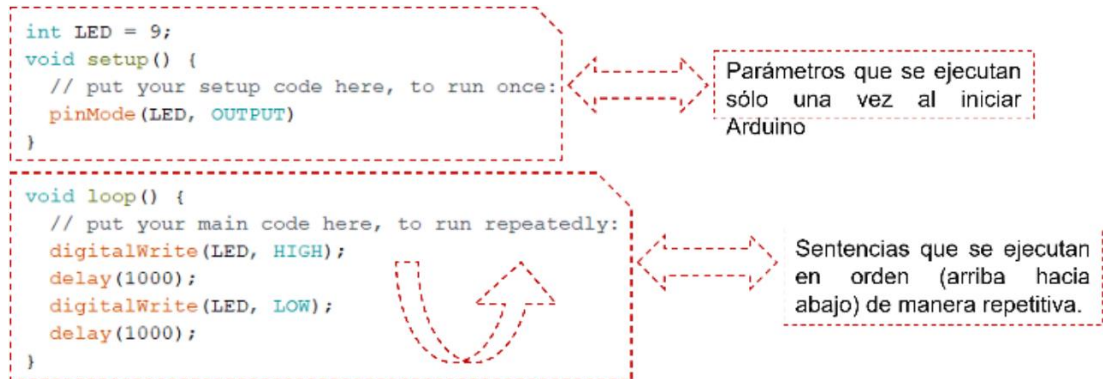 int LED = 9;
void setup() {
// put your setup code here, to run once:
pinMode(LED, OUTPUT)
}
Parámetros que se ejecutan
sólo una vez al iniciar
Arduino
void loop() {
// put your main code here, to run repeatedly:
digitalWrite(LED, HIGH);
delay(1000);
digitalWrite(LED, LOW);
delay(1000);
}
Sentencias que se ejecutan
en orden (arriba hacia
abajo) de manera repetitiva.